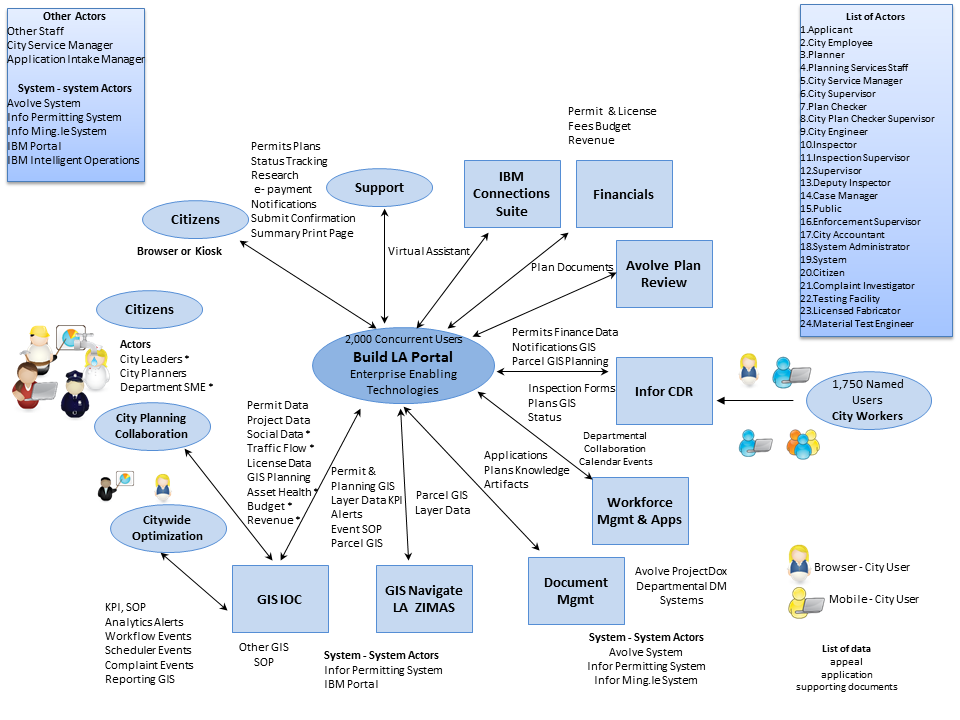 Other Actors
Other Staff
City Service Manager
Application Intake Manager
System - system Actors
Avolve System
Info Permitting System
Info Ming.le System
IBM Portal
IBM Intelligent Operations
List of Actors
1.Applicant
2.City Employee
3.Planner
4.Planning Services Staff
5.City Service Manager
6.City Supervisor
7.Plan Checker
8.City Plan Checker Supervisor
9.City Engineer
10.Inspector
11.Inspection Supervisor
12.Supervisor
13.Deputy Inspector
14.Case Manager
15.Public
16.Enforcement Supervisor
17.City Accountant
18.System Administrator
19.System
20.Citizen
21.Complaint Investigator
22.Testing Facility
23.Licensed Fabricator
24.Material Test Engineer
Permit & License
Fees Budget
Revenue
Permits Plans
Status Tracking
Research
e- payment
Notifications
Submit Confirmation
Summary Print Page
Support
IBM
Connections
Suite
Financials
Citizens
Browser or Kiosk
Virtual Assistant
Plan Documents
Avolve Plan
Review
Citizens
Actors
City Leaders *
City Planners
Department SME *
2,000 Concurrent Users
Build LA Portal
Enterprise Enabling
Technologies
Permits Finance Data
Notifications GIS
Parcel GIS Planning
Inspection Forms
Plans GIS
Status
Infor CDR
1,750 Named
Users
City Workers
City Planning
Collaboration
Permit Data
Project Data
Social Data *
Traffic Flow *
License Data
GIS Planning
Asset Health *
Budget *
Revenue *
Permit &
Planning GIS
Layer Data KPI
Alerts
Event SOP
Parcel GIS
Parcel GIS
Layer Data
Applications
Plans Knowledge
Artifacts
Departmental
Collaboration
Calendar Events
Workforce
Mgmt & Apps
Citywide
Optimization
GIS IOC
GIS Navigate
LA ZIMAS
Document
Mgmt
Avolve ProjectDox
Departmental DM
Systems
Browser - City User
Mobile - City User
KPI, SOP
Analytics Alerts
Workflow Events
Scheduler Events
Complaint Events
Reporting GIS
Other GIS
SOP
System - System Actors
Infor Permitting System
IBM Portal
System - System Actors
Avolve System
Infor Permitting System
Infor Ming.le System
List of data
appeal
application
supporting documents